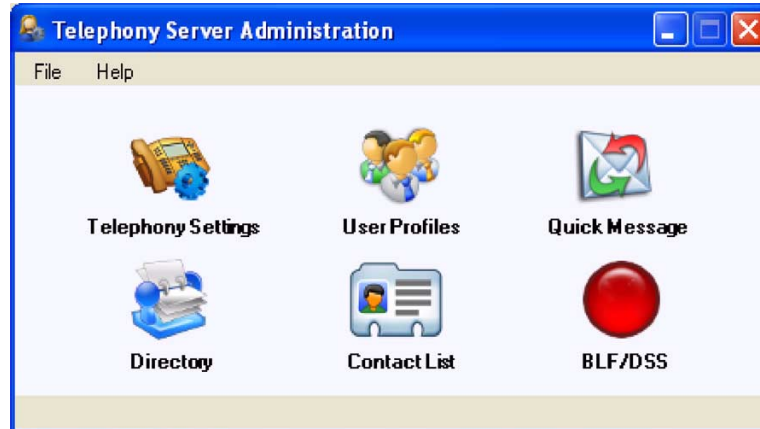 Telephony Server Administration
File Help
Telephony Settings User Profiles Quick Message
Directory Contact List BLF/DSS